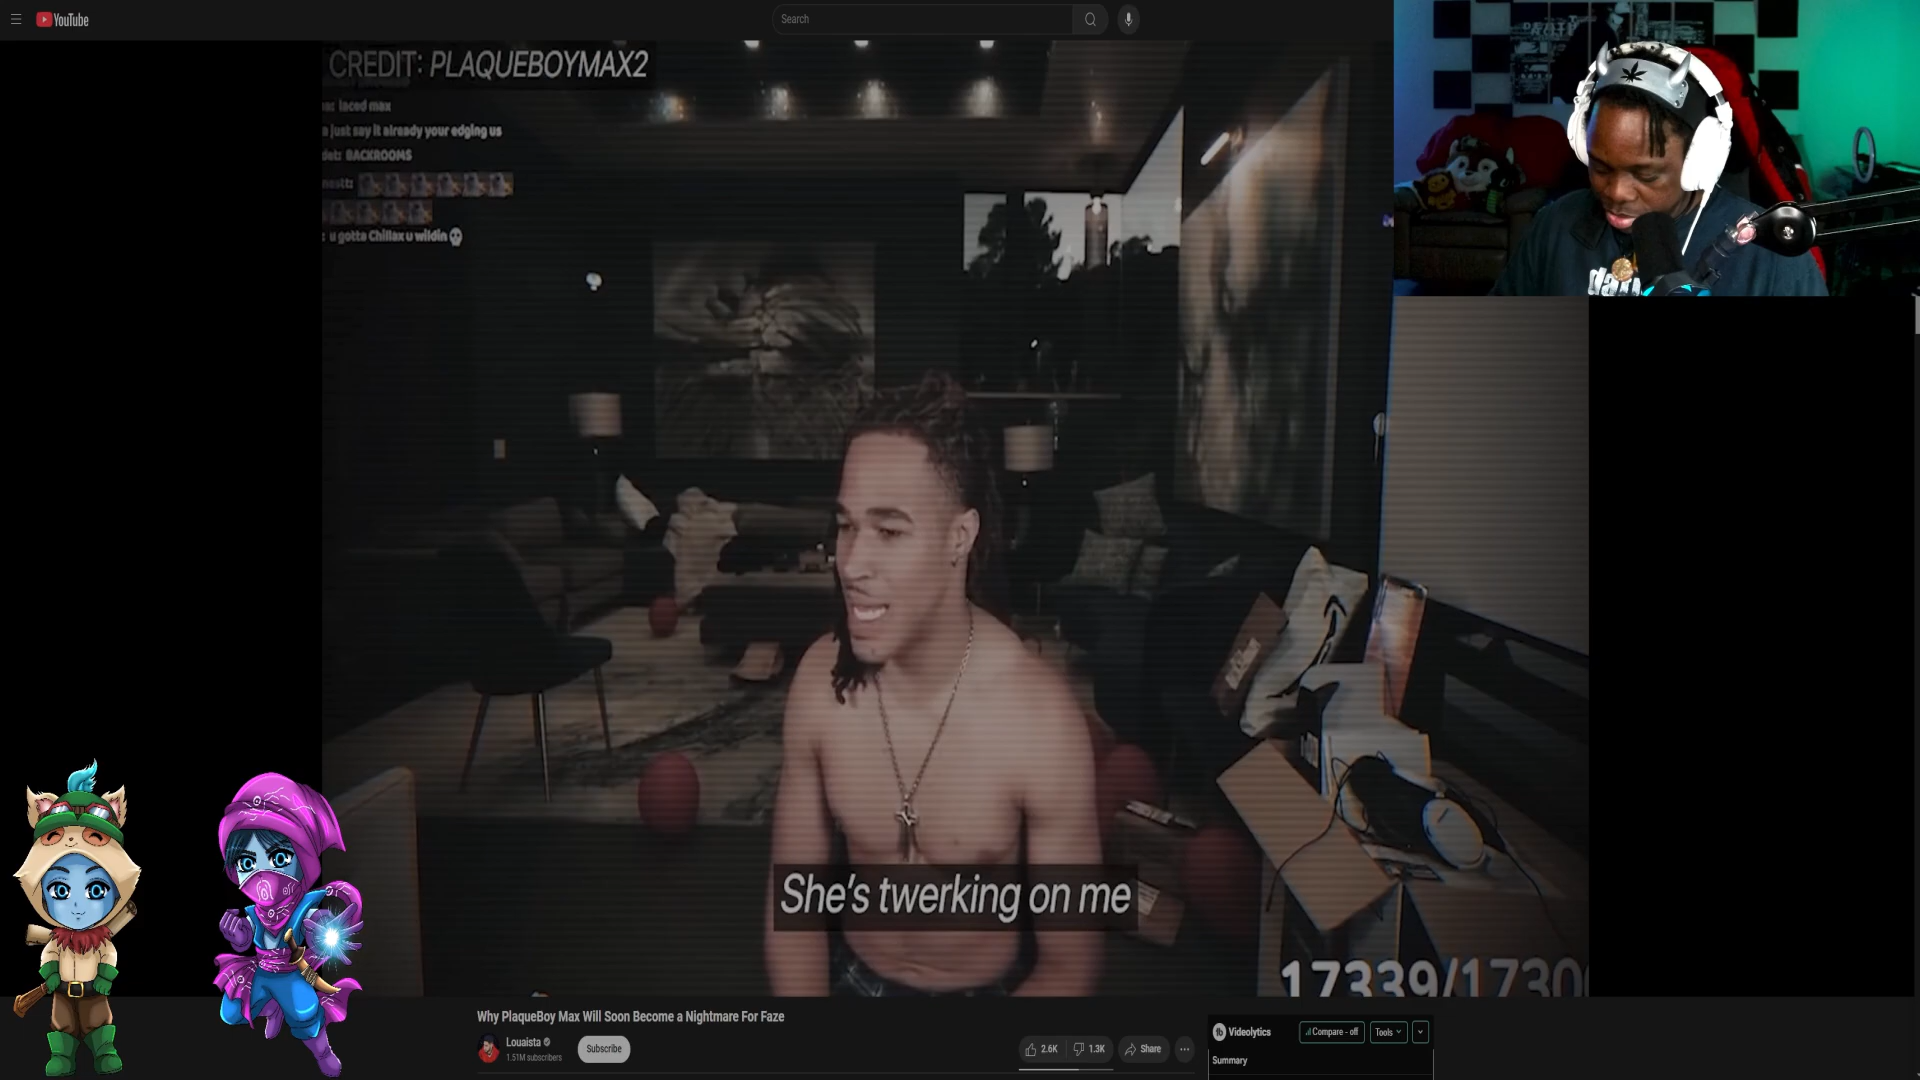 YouTube
Search
CREDIT: PLAQUEBOYMAX2
laced max
just say it already your edging us
BACKROOMS
u gotta Chillax u wildin
She's twerking on me
17339/1730
Why PlaqueBoy Max Will Soon Become a Nightmare For Faze
Louaista
1.51M subscribers
Subscribe
2.6K
1.3K
Share
Videolytics
Compare - off
Tools
Summary